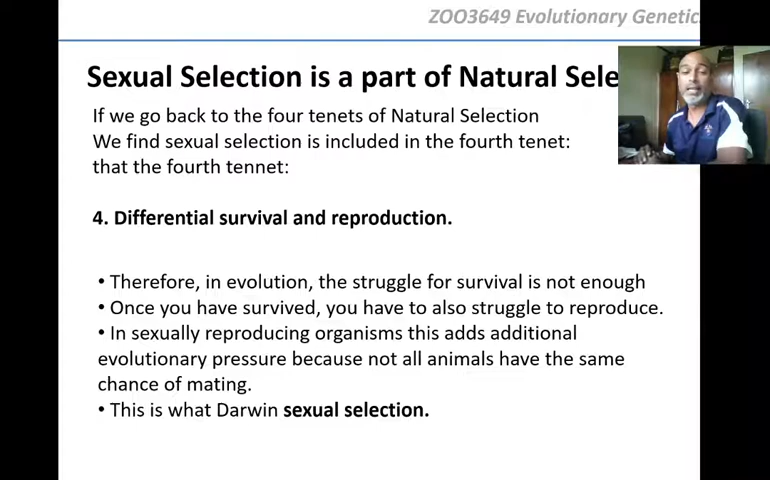 ZOO3649 Evolutionary Genetic
Sexual Selection is a part of Natural Sele
If we go back to the four tenets of Natural Selection
We find sexual selection is included in the fourth tenet:
that the fourth tennet:
4. Differential survival and reproduction.
• Therefore, in evolution, the struggle for survival is not enough
• Once you have survived, you have to also struggle to reproduce.
• In sexually reproducing organisms this adds additional
evolutionary pressure because not all animals have the same
chance of mating.
• This is what Darwin sexual selection.